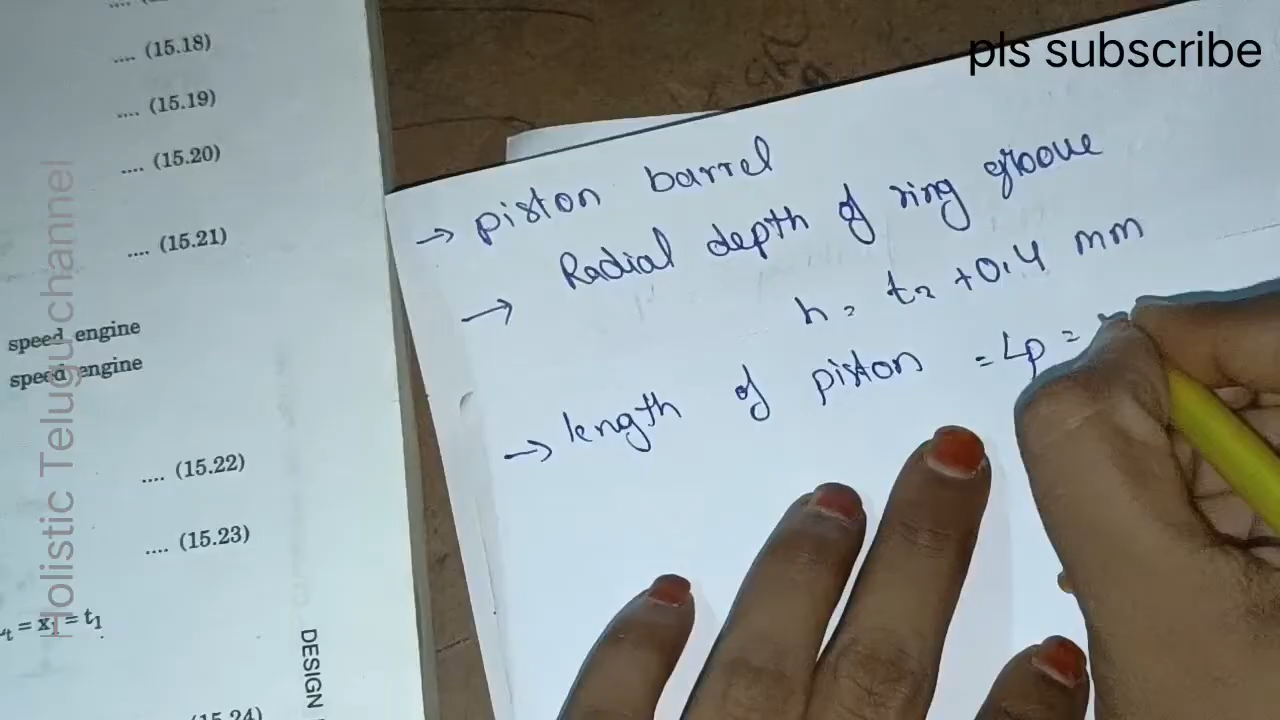 pls subscribe
.... (15.18)
.... (15.19)
.... (15.20)
.... (15.21)
speed engine
speed engine
.... (15.22)
.... (15.23)
= x₁ = t₁
(15.24)
DESIGN
Holistic Telugu channel
→ piston barrel
→ Radial depth of ring groove
h = t₂ + 0.4 mm
→ length of piston = Lp =